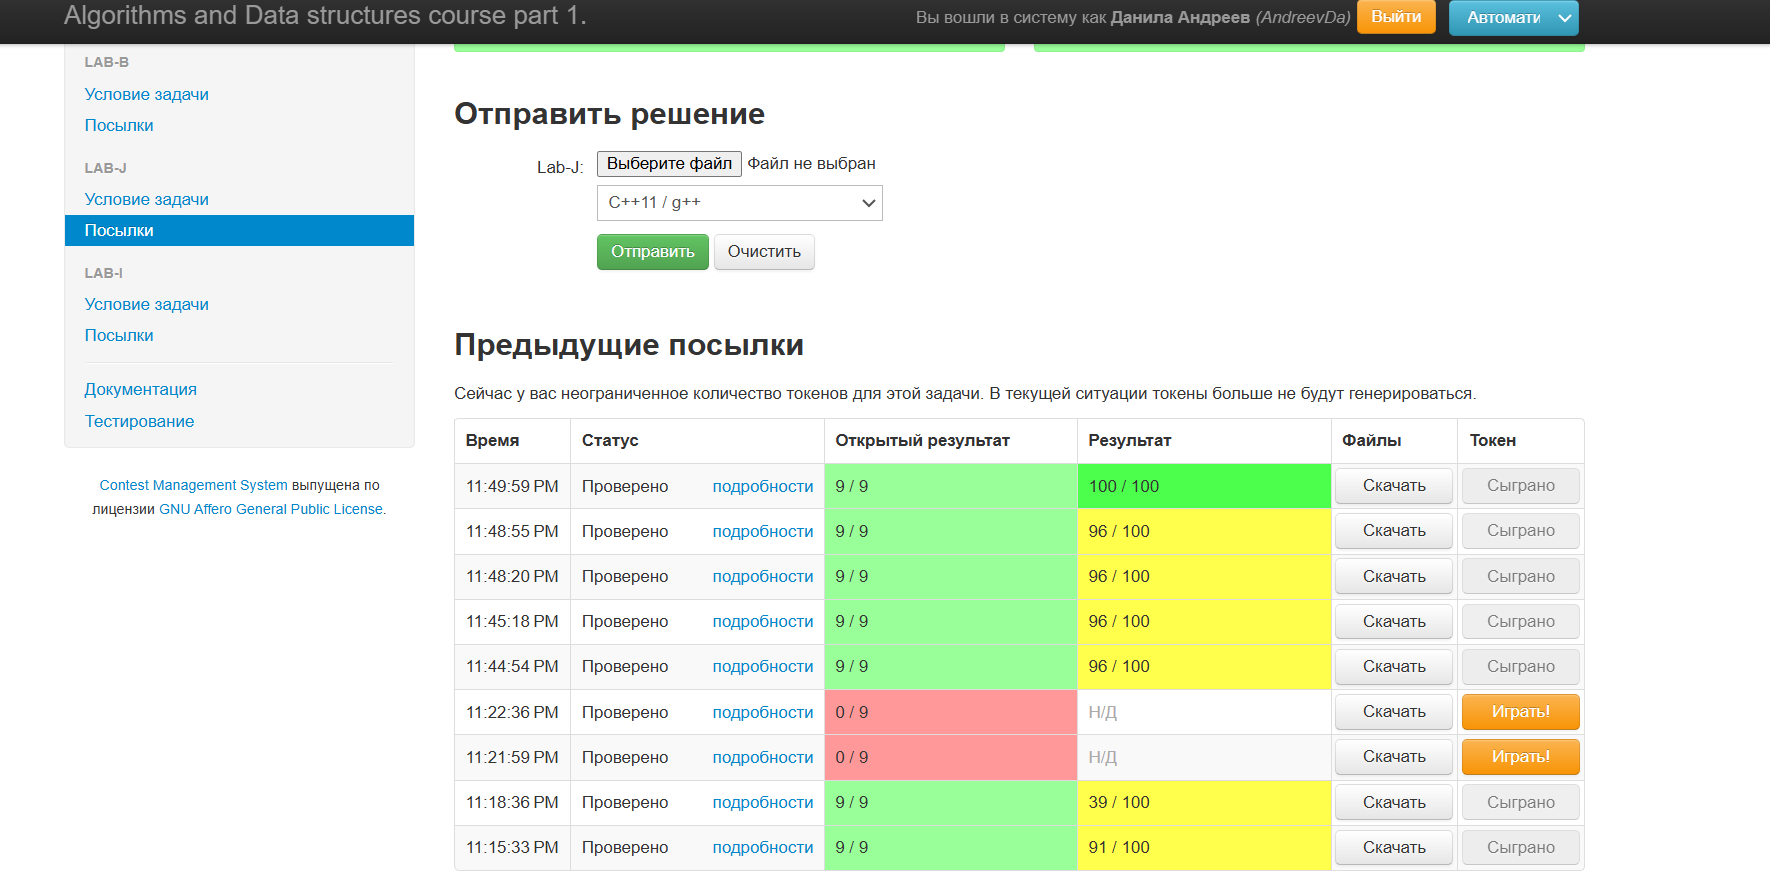 Algorithms and Data structures course part 1.
Вы вошли в систему как Данила Андреев (AndreevDa) Выйти Автомати
LAB-B
Условие задачи
Посылки
LAB-J
Условие задачи
Посылки
LAB-I
Условие задачи
Посылки
Документация
Тестирование
Contest Management System выпущена по
лицензии GNU Affero General Public License.
Отправить решение
Lab-J: Выберите файл Файл не выбран
C++11 / g++
Отправить Очистить
Предыдущие посылки
Сейчас у вас неограниченное количество токенов для этой задачи. В текущей ситуации токены больше не будут генерироваться.
Время Статус Открытый результат Результат Файлы Токен
11:49:59 PM Проверено подробности 9 / 9 100 / 100 Скачать Сыграно
11:48:55 PM Проверено подробности 9 / 9 96 / 100 Скачать Сыграно
11:48:20 PM Проверено подробности 9 / 9 96 / 100 Скачать Сыграно
11:45:18 PM Проверено подробности 9 / 9 96 / 100 Скачать Сыграно
11:44:54 PM Проверено подробности 9 / 9 96 / 100 Скачать Сыграно
11:22:36 PM Проверено подробности 0 / 9 Н/Д Скачать Играть!
11:21:59 PM Проверено подробности 0 / 9 Н/Д Скачать Играть!
11:18:36 PM Проверено подробности 9 / 9 39 / 100 Скачать Сыграно
11:15:33 PM Проверено подробности 9 / 9 91 / 100 Скачать Сыграно